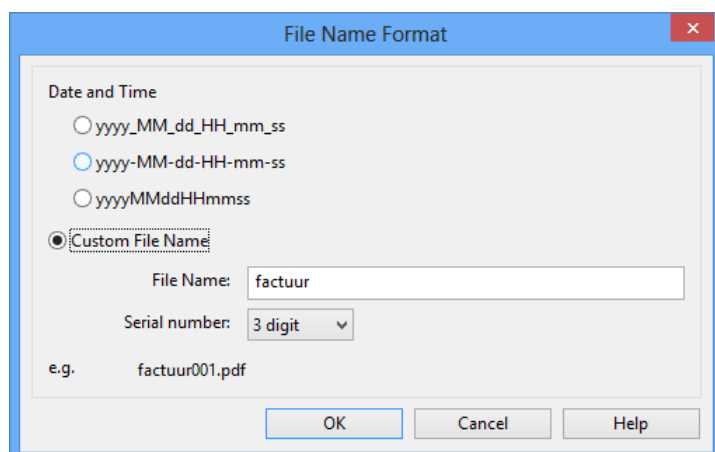 File Name Format
Date and Time
yyyy_MM_dd_HH_mm_ss
yyyy-MM-dd-HH-mm-ss
yyyyMMddHHmmss
Custom File Name
File Name: factuur
Serial number: 3 digit
e.g. factuur001.pdf
OK Cancel Help